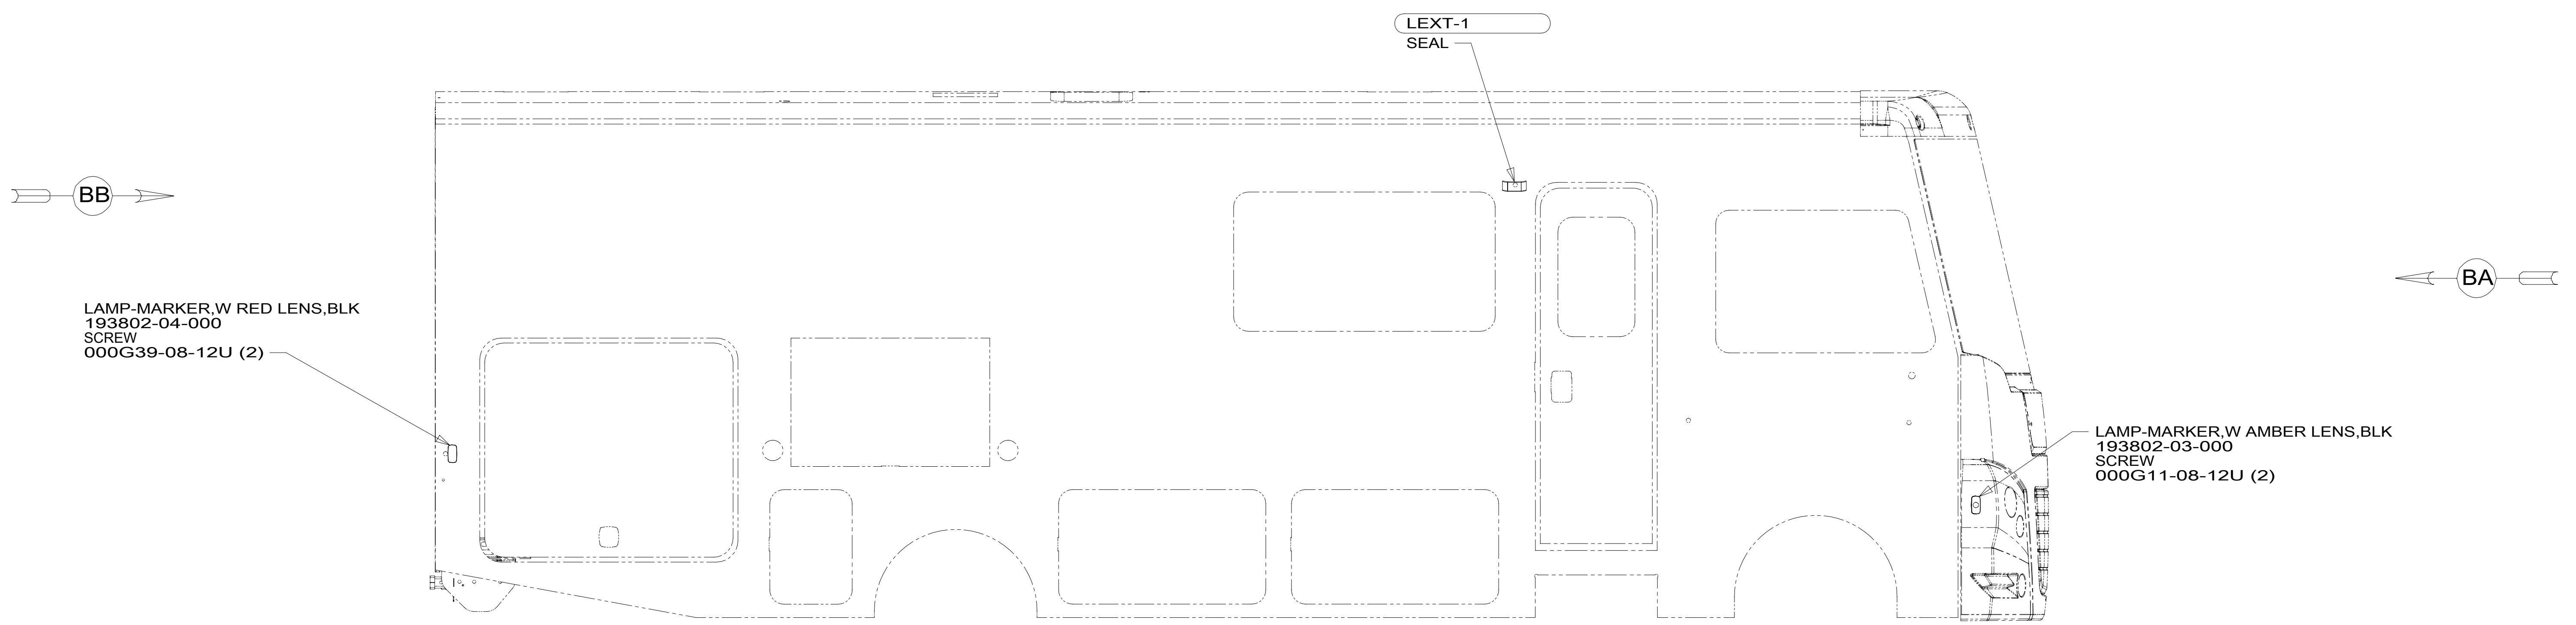 LEXT-1
SEAL
BB
BA
LAMP-MARKER,W RED LENS,BLK
193802-04-000
SCREW
000G39-08-12U (2)
LAMP-MARKER,W AMBER LENS,BLK
193802-03-000
SCREW
000G11-08-12U (2)